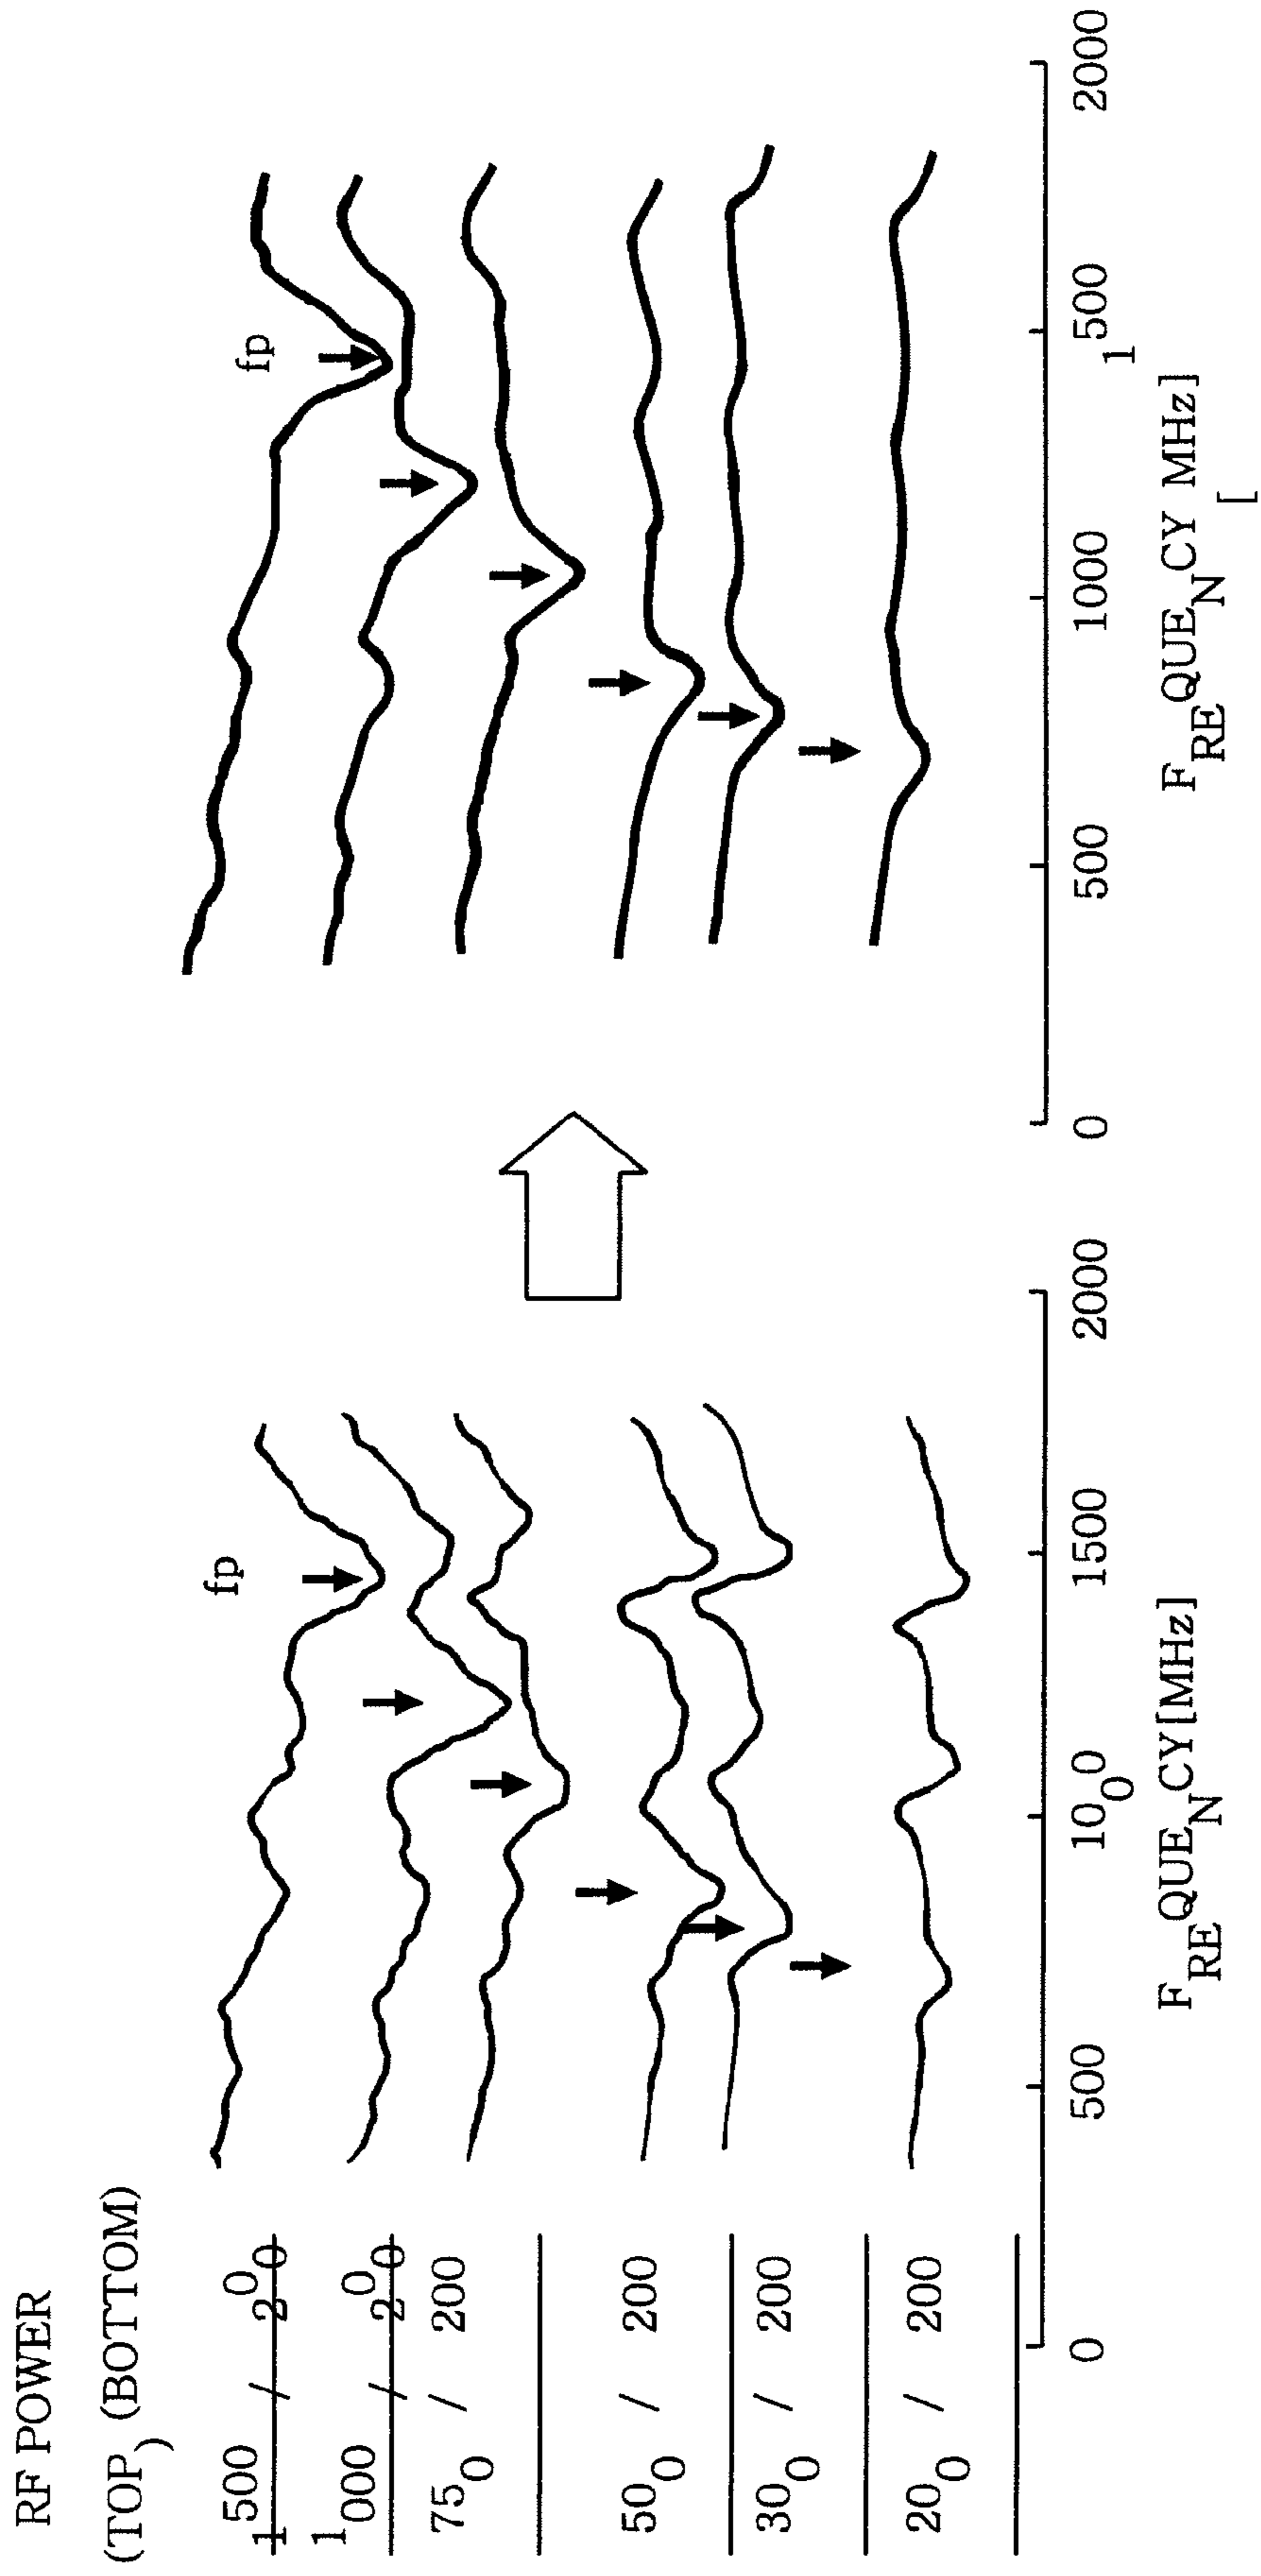 RF POWER
(TOP) (BOTTOM)
1500 / 200
1000 / 200
750 / 200
500 / 200
300 / 200
200 / 200
fp
fp
0 500 1000 1500 2000
FREQUENCY[MHz]
0 500 1000 1500 2000
FREQUENCY [MHz]